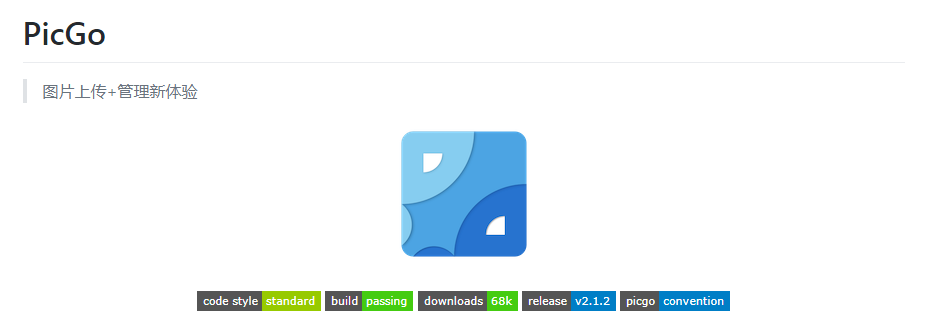 PicGo
图片上传+管理新体验
code style standard build passing downloads 68k release v2.1.2 picgo convention